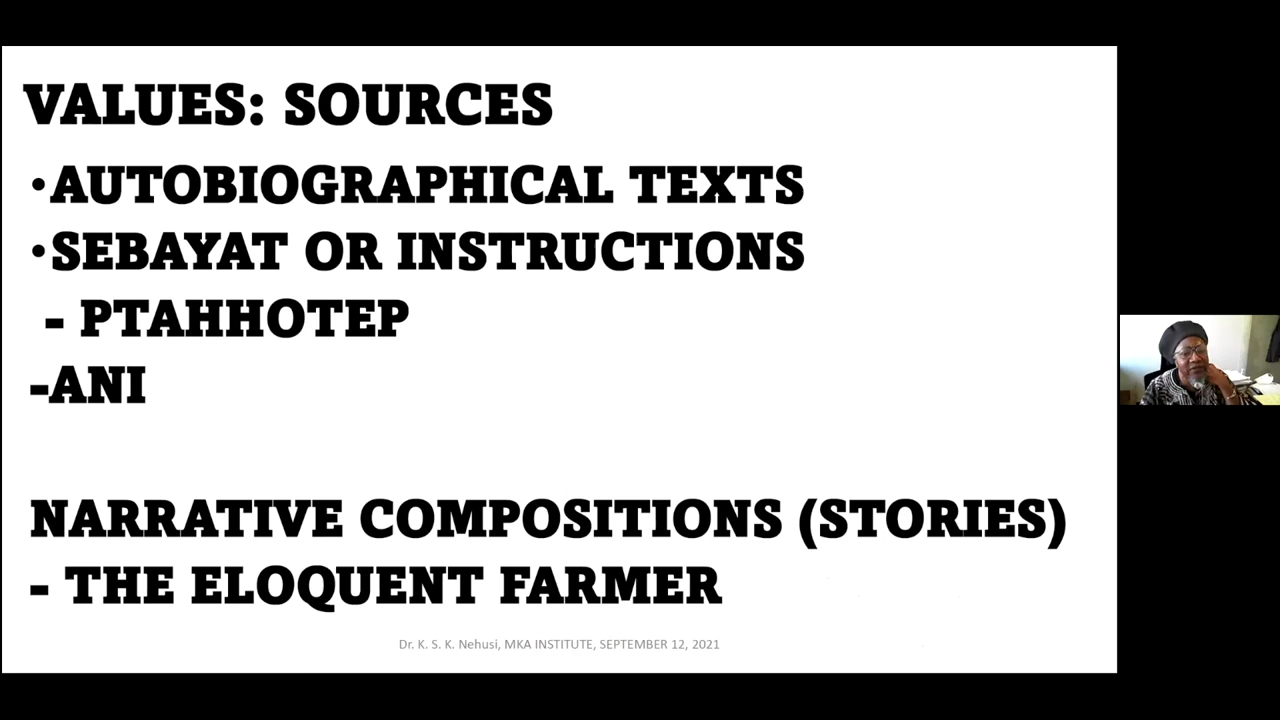 VALUES: SOURCES
•AUTOBIOGRAPHICAL TEXTS
•SEBAYAT OR INSTRUCTIONS
- PTAHHOTEP
-ANI
NARRATIVE COMPOSITIONS (STORIES)
- THE ELOQUENT FARMER
Dr. K. S. K. Nehusi, MKA INSTITUTE, SEPTEMBER 12, 2021